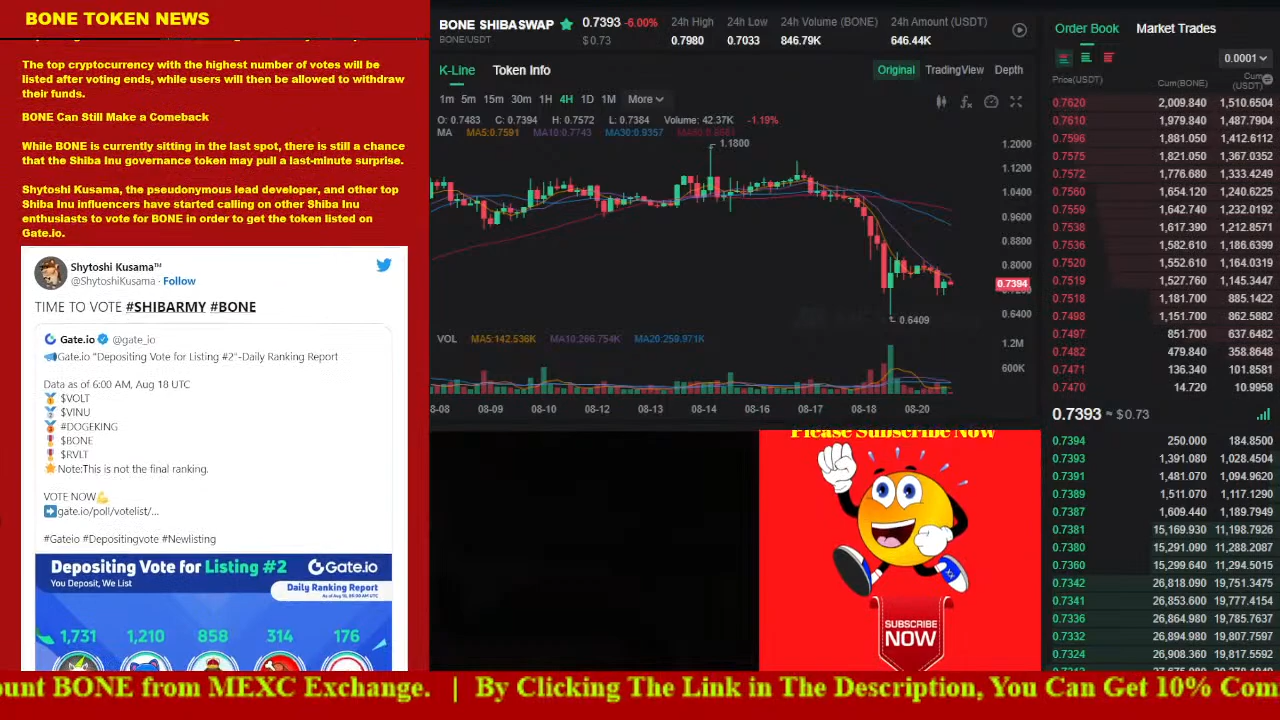 BONE TOKEN NEWS
The top cryptocurrency with the highest number of votes will be
listed after voting ends, while users will then be allowed to withdraw
their funds.
BONE Can Still Make a Comeback
While BONE is currently sitting in the last spot, there is still a chance
that the Shiba Inu governance token may pull a last-minute surprise.
Shytoshi Kusama, the pseudonymous lead developer, and other top
Shiba Inu influencers have started calling on other Shiba Inu
enthusiasts to vote for BONE in order to get the token listed on
Gate.io.
Shytoshi Kusama™
@ShytoshiKusama · Follow
TIME TO VOTE #SHIBARMY #BONE
Gate.io @gate_io
Gate.io "Depositing Vote for Listing #2"-Daily Ranking Report
Data as of 6:00 AM, Aug 18 UTC
$VOLT
$VINU
#DOGEKING
$BONE
$RVLT
Note:This is not the final ranking.
VOTE NOW
gate.io/poll/votelist/...
#Gateio #Depositingvote #Newlisting
Depositing Vote for Listing #2 Gate.io
You Deposit, We List
Daily Ranking Report
1,731 1,210 858 314 176
BONE SHIBASWAP 0.7393 -6.00% 24h High 24h Low 24h Volume (BONE) 24h Amount (USDT)
BONE/USDT $0.73 0.7980 0.7033 846.79K 646.44K
K-Line Token Info Original TradingView Depth
1m 5m 15m 30m 1H 4H 1D 1M More
O: 0.7483 C: 0.7394 H: 0.7572 L: 0.7384 Volume: 42.37K -1.19%
MA MA5:0.7591 MA10:0.7743 MA30:0.9357
1.1800
1.2000
1.1200
1.0400
0.9600
0.8800
0.8000
0.7394
0.6400
0.6409
VOL MA5:142.536K MA10:266.754K MA20:259.971K
1.2M
600K
8-08 08-09 08-10 08-12 08-13 08-14 08-16 08-17 08-18 08-20
Please Subscribe Now
SUBSCRIBE
NOW
Order Book Market Trades
0.0001
Price(USDT) Cum(BONE) Cum (USDT)
0.7620 2,009.840 1,510.6504
0.7610 1,979.840 1,487.7904
0.7596 1,881.050 1,412.6112
0.7575 1,821.050 1,367.0352
0.7572 1,776.680 1,333.4249
0.7560 1,654.120 1,240.6225
0.7559 1,642.740 1,232.0192
0.7538 1,617.390 1,212.8571
0.7536 1,582.610 1,186.6399
0.7520 1,552.610 1,164.0319
0.7519 1,527.760 1,145.3447
0.7518 1,181.700 885.1422
0.7498 1,151.700 862.5882
0.7497 851.700 637.6482
0.7482 479.840 358.8648
0.7471 136.340 101.8581
0.7470 14.720 10.9958
0.7393 ≈ $0.73
0.7394 250.000 184.8500
0.7393 1,391.080 1,028.4504
0.7391 1,481.070 1,094.9620
0.7389 1,511.070 1,117.1290
0.7387 1,609.440 1,189.7949
0.7381 15,169.930 11,198.7926
0.7380 15,291.090 11,288.2087
0.7360 15,299.640 11,294.5015
0.7342 26,818.090 19,751.3475
0.7341 26,853.600 19,777.4154
0.7336 26,864.980 19,785.7637
0.7332 26,894.980 19,807.7597
0.7324 26,908.360 19,817.5592
ount BONE from MEXC Exchange. | By Clicking The Link in The Description, You Can Get 10% Com